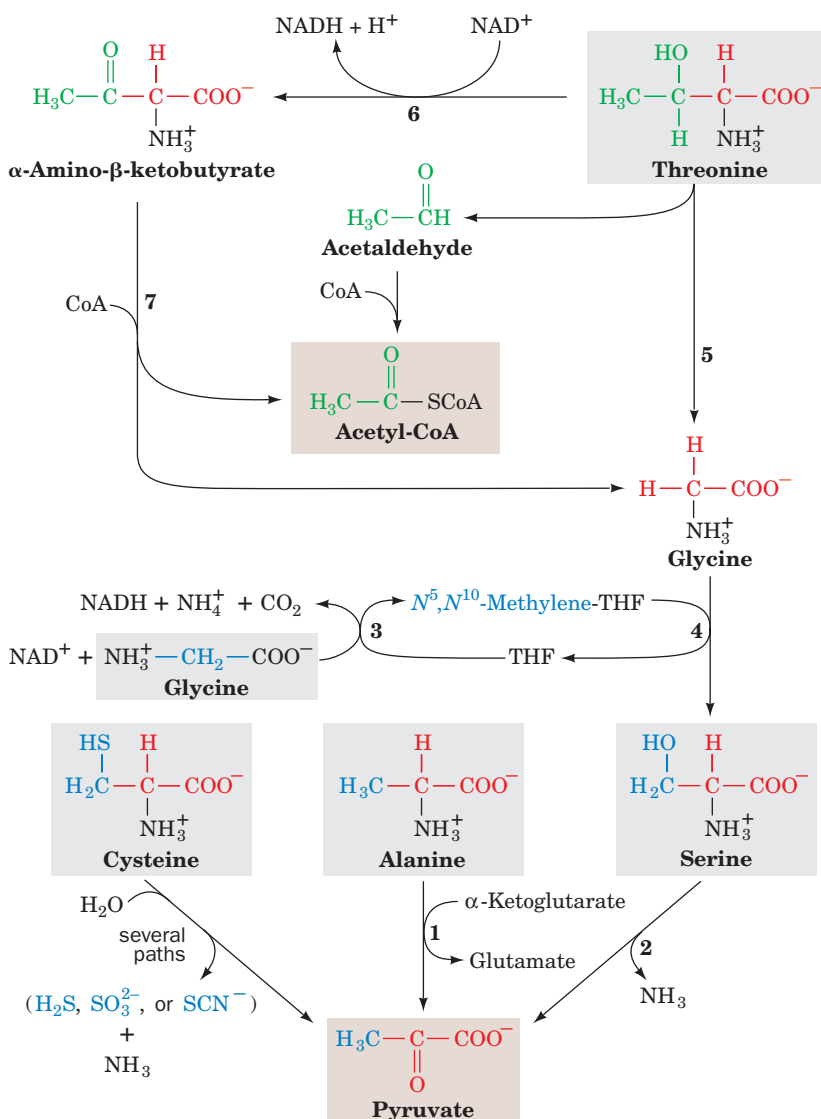 NADH + H⁺ NAD⁺
O H HO H
H₃C—C—C—COO⁻ 6 H₃C—C—C—COO⁻
NH₃⁺ H NH₃⁺
α-Amino-β-ketobutyrate Threonine
O
H₃C—CH
Acetaldehyde
CoA 7 CoA
5
O
H₃C—C—SCoA
Acetyl-CoA
H
H—C—COO⁻
NH₃⁺
Glycine
NADH + NH₄⁺ + CO₂ N⁵,N¹⁰-Methylene-THF
3 4
NAD⁺ + NH₃⁺—CH₂—COO⁻ THF
Glycine
HS H H HO H
H₂C—C—COO⁻ H₃C—C—COO⁻ H₂C—C—COO⁻
NH₃⁺ NH₃⁺ NH₃⁺
Cysteine Alanine Serine
H₂O α-Ketoglutarate
several 1 2
paths Glutamate
(H₂S, SO₃²⁻, or SCN⁻) NH₃
+
NH₃
H₃C—C—COO⁻
O
Pyruvate